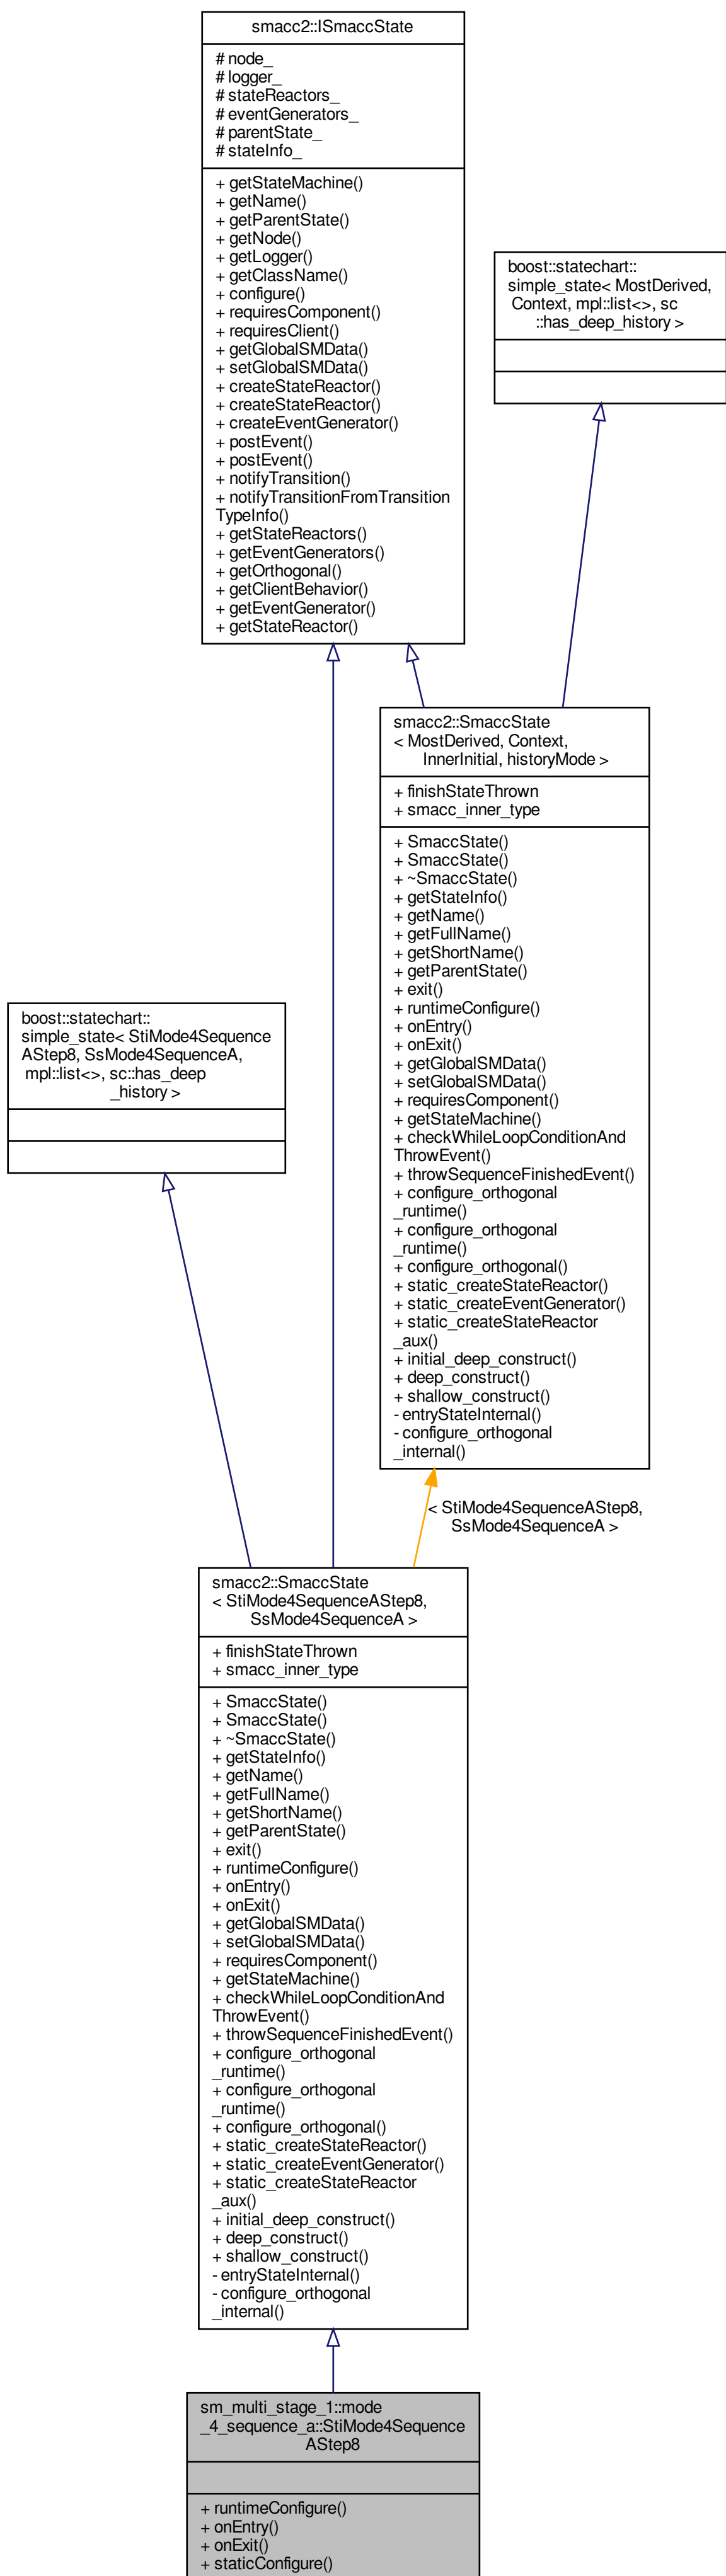 smacc2::ISmaccState
# node_
# logger_
# stateReactors_
# eventGenerators_
# parentState_
# stateInfo_
+ getStateMachine()
+ getName()
+ getParentState()
+ getNode()
+ getLogger()
+ getClassName()
+ configure()
+ requiresComponent()
+ requiresClient()
+ getGlobalSMData()
+ setGlobalSMData()
+ createStateReactor()
+ createStateReactor()
+ createEventGenerator()
+ postEvent()
+ postEvent()
+ notifyTransition()
+ notifyTransitionFromTransition
TypeInfo()
+ getStateReactors()
+ getEventGenerators()
+ getOrthogonal()
+ getClientBehavior()
+ getEventGenerator()
+ getStateReactor()
boost::statechart::
simple_state< MostDerived,
Context, mpl::list<>, sc
::has_deep_history >
smacc2::SmaccState
< MostDerived, Context,
InnerInitial, historyMode >
+ finishStateThrown
+ smacc_inner_type
+ SmaccState()
+ SmaccState()
+ ~SmaccState()
+ getStateInfo()
+ getName()
+ getFullName()
+ getShortName()
+ getParentState()
+ exit()
+ runtimeConfigure()
+ onEntry()
+ onExit()
+ getGlobalSMData()
+ setGlobalSMData()
+ requiresComponent()
+ getStateMachine()
+ checkWhileLoopConditionAnd
ThrowEvent()
+ throwSequenceFinishedEvent()
+ configure_orthogonal
_runtime()
+ configure_orthogonal
_runtime()
+ configure_orthogonal()
+ static_createStateReactor()
+ static_createEventGenerator()
+ static_createStateReactor
_aux()
+ initial_deep_construct()
+ deep_construct()
+ shallow_construct()
- entryStateInternal()
- configure_orthogonal
_internal()
boost::statechart::
simple_state< StiMode4Sequence
AStep8, SsMode4SequenceA,
mpl::list<>, sc::has_deep
_history >
< StiMode4SequenceAStep8,
SsMode4SequenceA >
smacc2::SmaccState
< StiMode4SequenceAStep8,
SsMode4SequenceA >
+ finishStateThrown
+ smacc_inner_type
+ SmaccState()
+ SmaccState()
+ ~SmaccState()
+ getStateInfo()
+ getName()
+ getFullName()
+ getShortName()
+ getParentState()
+ exit()
+ runtimeConfigure()
+ onEntry()
+ onExit()
+ getGlobalSMData()
+ setGlobalSMData()
+ requiresComponent()
+ getStateMachine()
+ checkWhileLoopConditionAnd
ThrowEvent()
+ throwSequenceFinishedEvent()
+ configure_orthogonal
_runtime()
+ configure_orthogonal
_runtime()
+ configure_orthogonal()
+ static_createStateReactor()
+ static_createEventGenerator()
+ static_createStateReactor
_aux()
+ initial_deep_construct()
+ deep_construct()
+ shallow_construct()
- entryStateInternal()
- configure_orthogonal
_internal()
sm_multi_stage_1::mode
_4_sequence_a::StiMode4Sequence
AStep8
+ runtimeConfigure()
+ onEntry()
+ onExit()
+ staticConfigure()